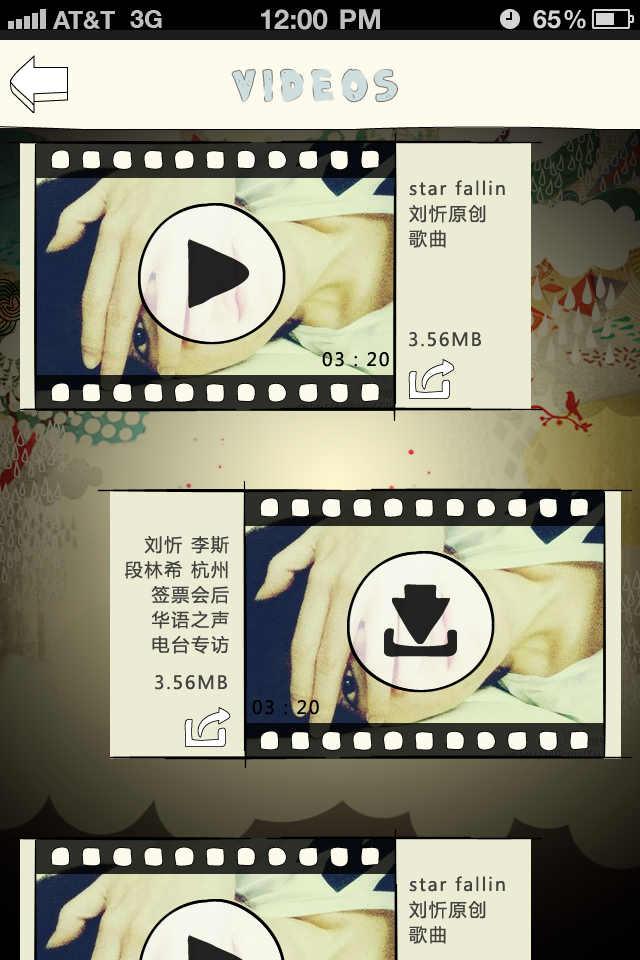 AT&T 3G 12:00 PM 65%
VIDEOS
star fallin
刘忻原创
歌曲
3.56MB
03 : 20
刘忻 李斯
段林希 杭州
签票会后
华语之声
电台专访
3.56MB
03 : 20
star fallin
刘忻原创
歌曲